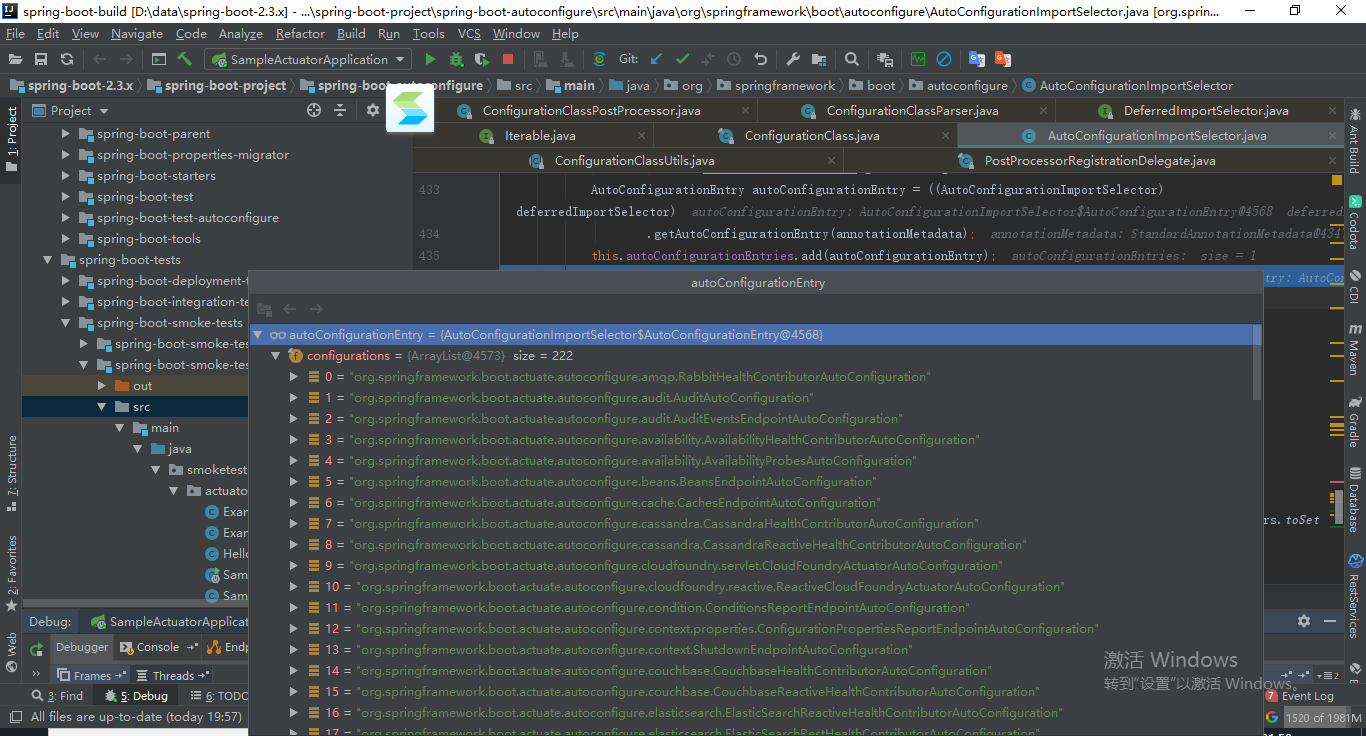 spring-boot-build [D:\data\spring-boot-2.3.x] - ...\spring-boot-project\spring-boot-autoconfigure\src\main\java\org\springframework\boot\autoconfigure\AutoConfigurationImportSelector.java [org.sprin...
File Edit View Navigate Code Analyze Refactor Build Run Tools VCS Window Help
SampleActuatorApplication Git:
spring-boot-2.3.x spring-boot-project spring-boot-autoconfigure src main java org springframework boot autoconfigure AutoConfigurationImportSelector
Project ConfigurationClassPostProcessor.java ConfigurationClassParser.java DeferredImportSelector.java
Iterable.java ConfigurationClass.java AutoConfigurationImportSelector.java
ConfigurationClassUtils.java PostProcessorRegistrationDelegate.java
1: Project
7: Structure
2: Favorites
Web
spring-boot-parent
spring-boot-properties-migrator
spring-boot-starters
spring-boot-test
spring-boot-test-autoconfigure
spring-boot-tools
spring-boot-tests
spring-boot-deployment-t
spring-boot-integration-te
spring-boot-smoke-tests
spring-boot-smoke-tes
spring-boot-smoke-tes
out
src
main
java
smoketest
actuato
Exar
Exar
Hello
Sam
Sam
433 AutoConfigurationEntry autoConfigurationEntry = ((AutoConfigurationImportSelector)
deferredImportSelector) autoConfigurationEntry: AutoConfigurationImportSelector$AutoConfigurationEntry@4568 deferred
434 .getAutoConfigurationEntry(annotationMetadata); annotationMetadata: StandardAnnotationMetadata@434
435 this.autoConfigurationEntries.add(autoConfigurationEntry); autoConfigurationEntries: size = 1
try: AutoCon
autoConfigurationEntry
autoConfigurationEntry = {AutoConfigurationImportSelector$AutoConfigurationEntry@4568}
configurations = {ArrayList@4573} size = 222
0 = "org.springframework.boot.actuate.autoconfigure.amqp.RabbitHealthContributorAutoConfiguration"
1 = "org.springframework.boot.actuate.autoconfigure.audit.AuditAutoConfiguration"
2 = "org.springframework.boot.actuate.autoconfigure.audit.AuditEventsEndpointAutoConfiguration"
3 = "org.springframework.boot.actuate.autoconfigure.availability.AvailabilityHealthContributorAutoConfiguration"
4 = "org.springframework.boot.actuate.autoconfigure.availability.AvailabilityProbesAutoConfiguration"
5 = "org.springframework.boot.actuate.autoconfigure.beans.BeansEndpointAutoConfiguration"
6 = "org.springframework.boot.actuate.autoconfigure.cache.CachesEndpointAutoConfiguration"
7 = "org.springframework.boot.actuate.autoconfigure.cassandra.CassandraHealthContributorAutoConfiguration"
8 = "org.springframework.boot.actuate.autoconfigure.cassandra.CassandraReactiveHealthContributorAutoConfiguration"
9 = "org.springframework.boot.actuate.autoconfigure.cloudfoundry.servlet.CloudFoundryActuatorAutoConfiguration"
10 = "org.springframework.boot.actuate.autoconfigure.cloudfoundry.reactive.ReactiveCloudFoundryActuatorAutoConfiguration"
11 = "org.springframework.boot.actuate.autoconfigure.condition.ConditionsReportEndpointAutoConfiguration"
12 = "org.springframework.boot.actuate.autoconfigure.context.properties.ConfigurationPropertiesReportEndpointAutoConfiguration"
13 = "org.springframework.boot.actuate.autoconfigure.context.ShutdownEndpointAutoConfiguration"
14 = "org.springframework.boot.actuate.autoconfigure.couchbase.CouchbaseHealthContributorAutoConfiguration"
15 = "org.springframework.boot.actuate.autoconfigure.couchbase.CouchbaseReactiveHealthContributorAutoConfiguration"
16 = "org.springframework.boot.actuate.autoconfigure.elasticsearch.ElasticSearchReactiveHealthContributorAutoConfiguration"
17 = "org.springframework.boot.actuate.autoconfigure.elasticsearch.ElasticSearchRestHealthContributorAutoConfiguration"
rs.toSet
Ant Build
Codota
CDI
Maven
Gradle
Database
RestServices
Debug: SampleActuatorApplicat
Debugger Console Endp
Frames Threads
3: Find 5: Debug 6: TODO
7 Event Log
All files are up-to-date (today 19:57)
1520 of 1981M
激活 Windows
转到"设置"以激活 Windows。